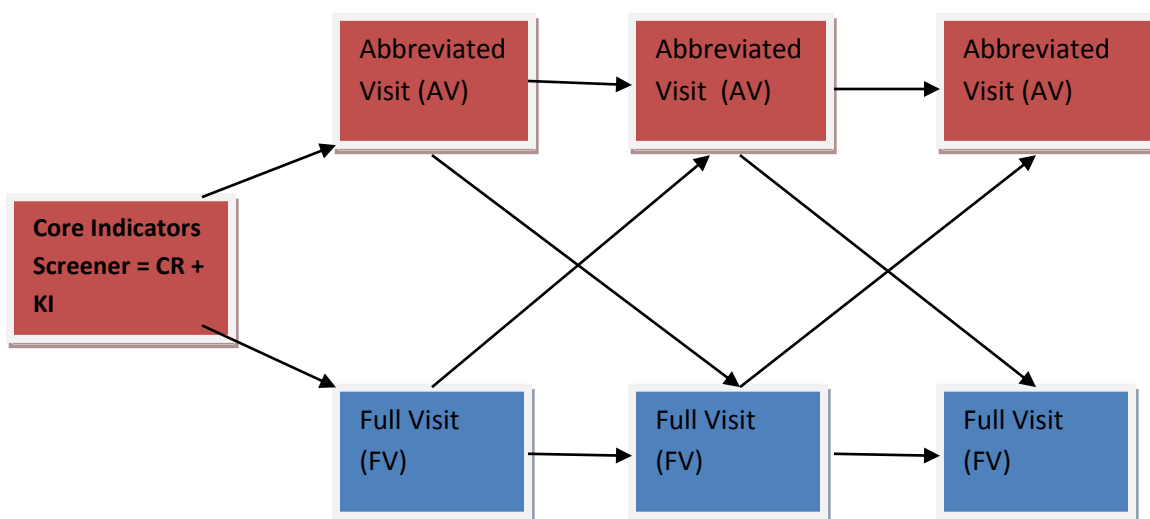 Abbreviated
Visit (AV)
Abbreviated
Visit  (AV)
Abbreviated
Visit (AV)
Core Indicators
Screener = CR +
KI
Full Visit
(FV)
Full Visit
(FV)
Full Visit
(FV)